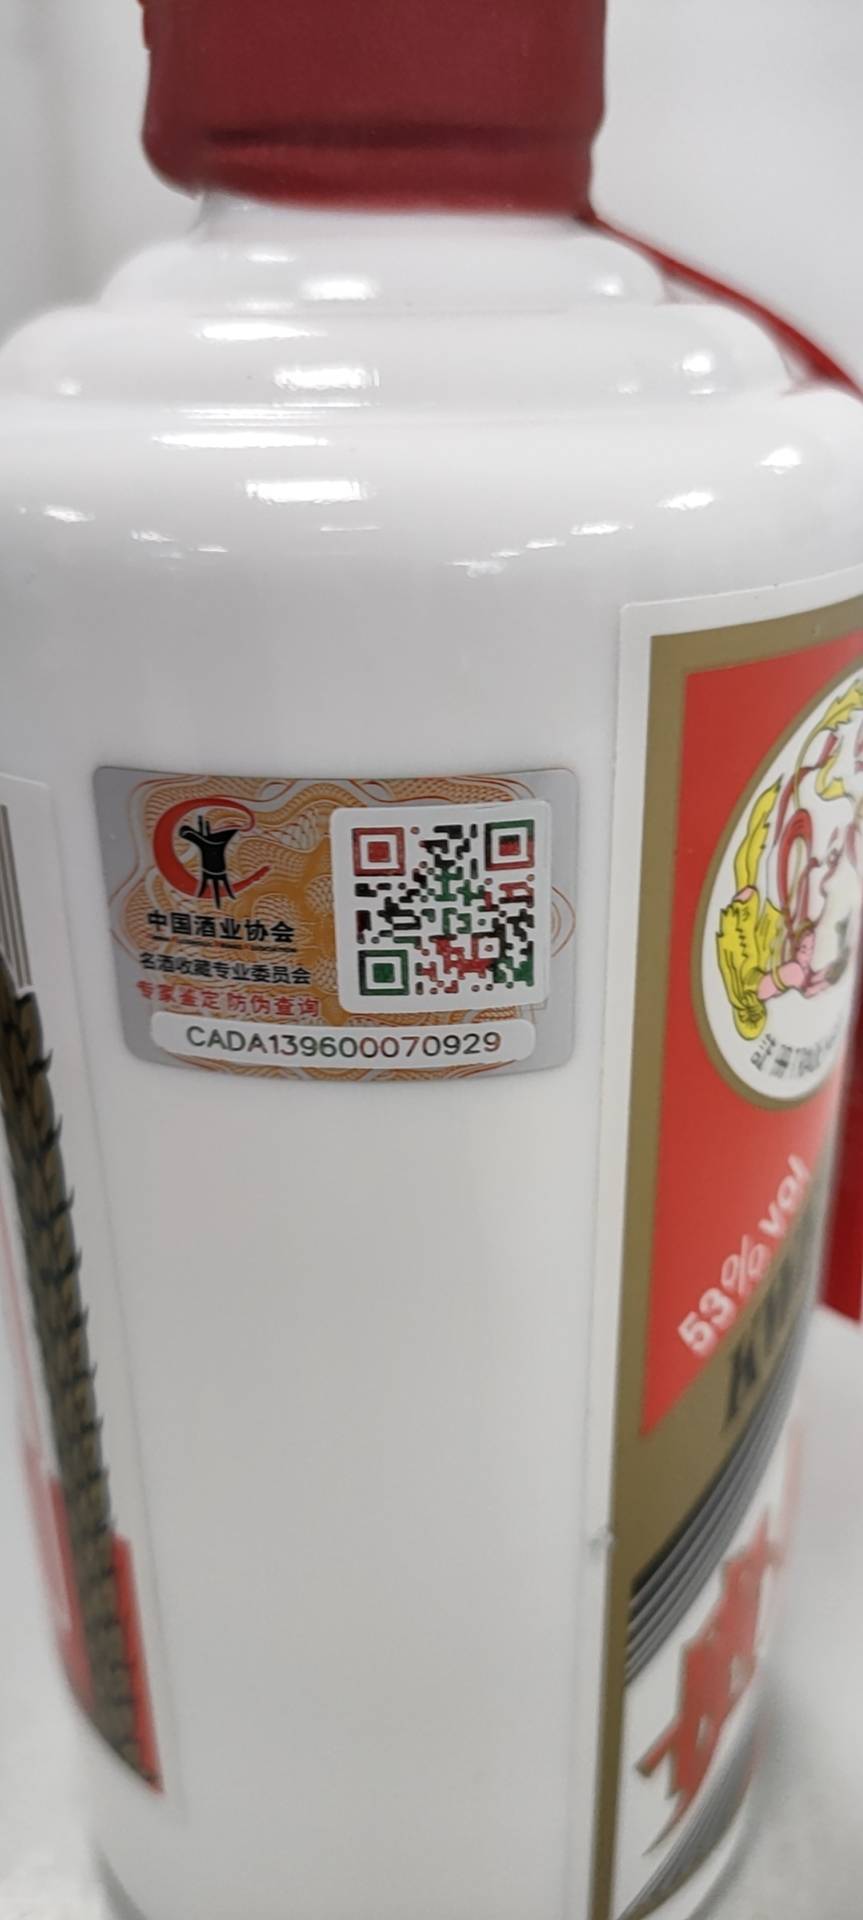 中国酒业协会
名酒收藏专业委员会
专家鉴定 防伪查询
CADA139600070929
53% vol